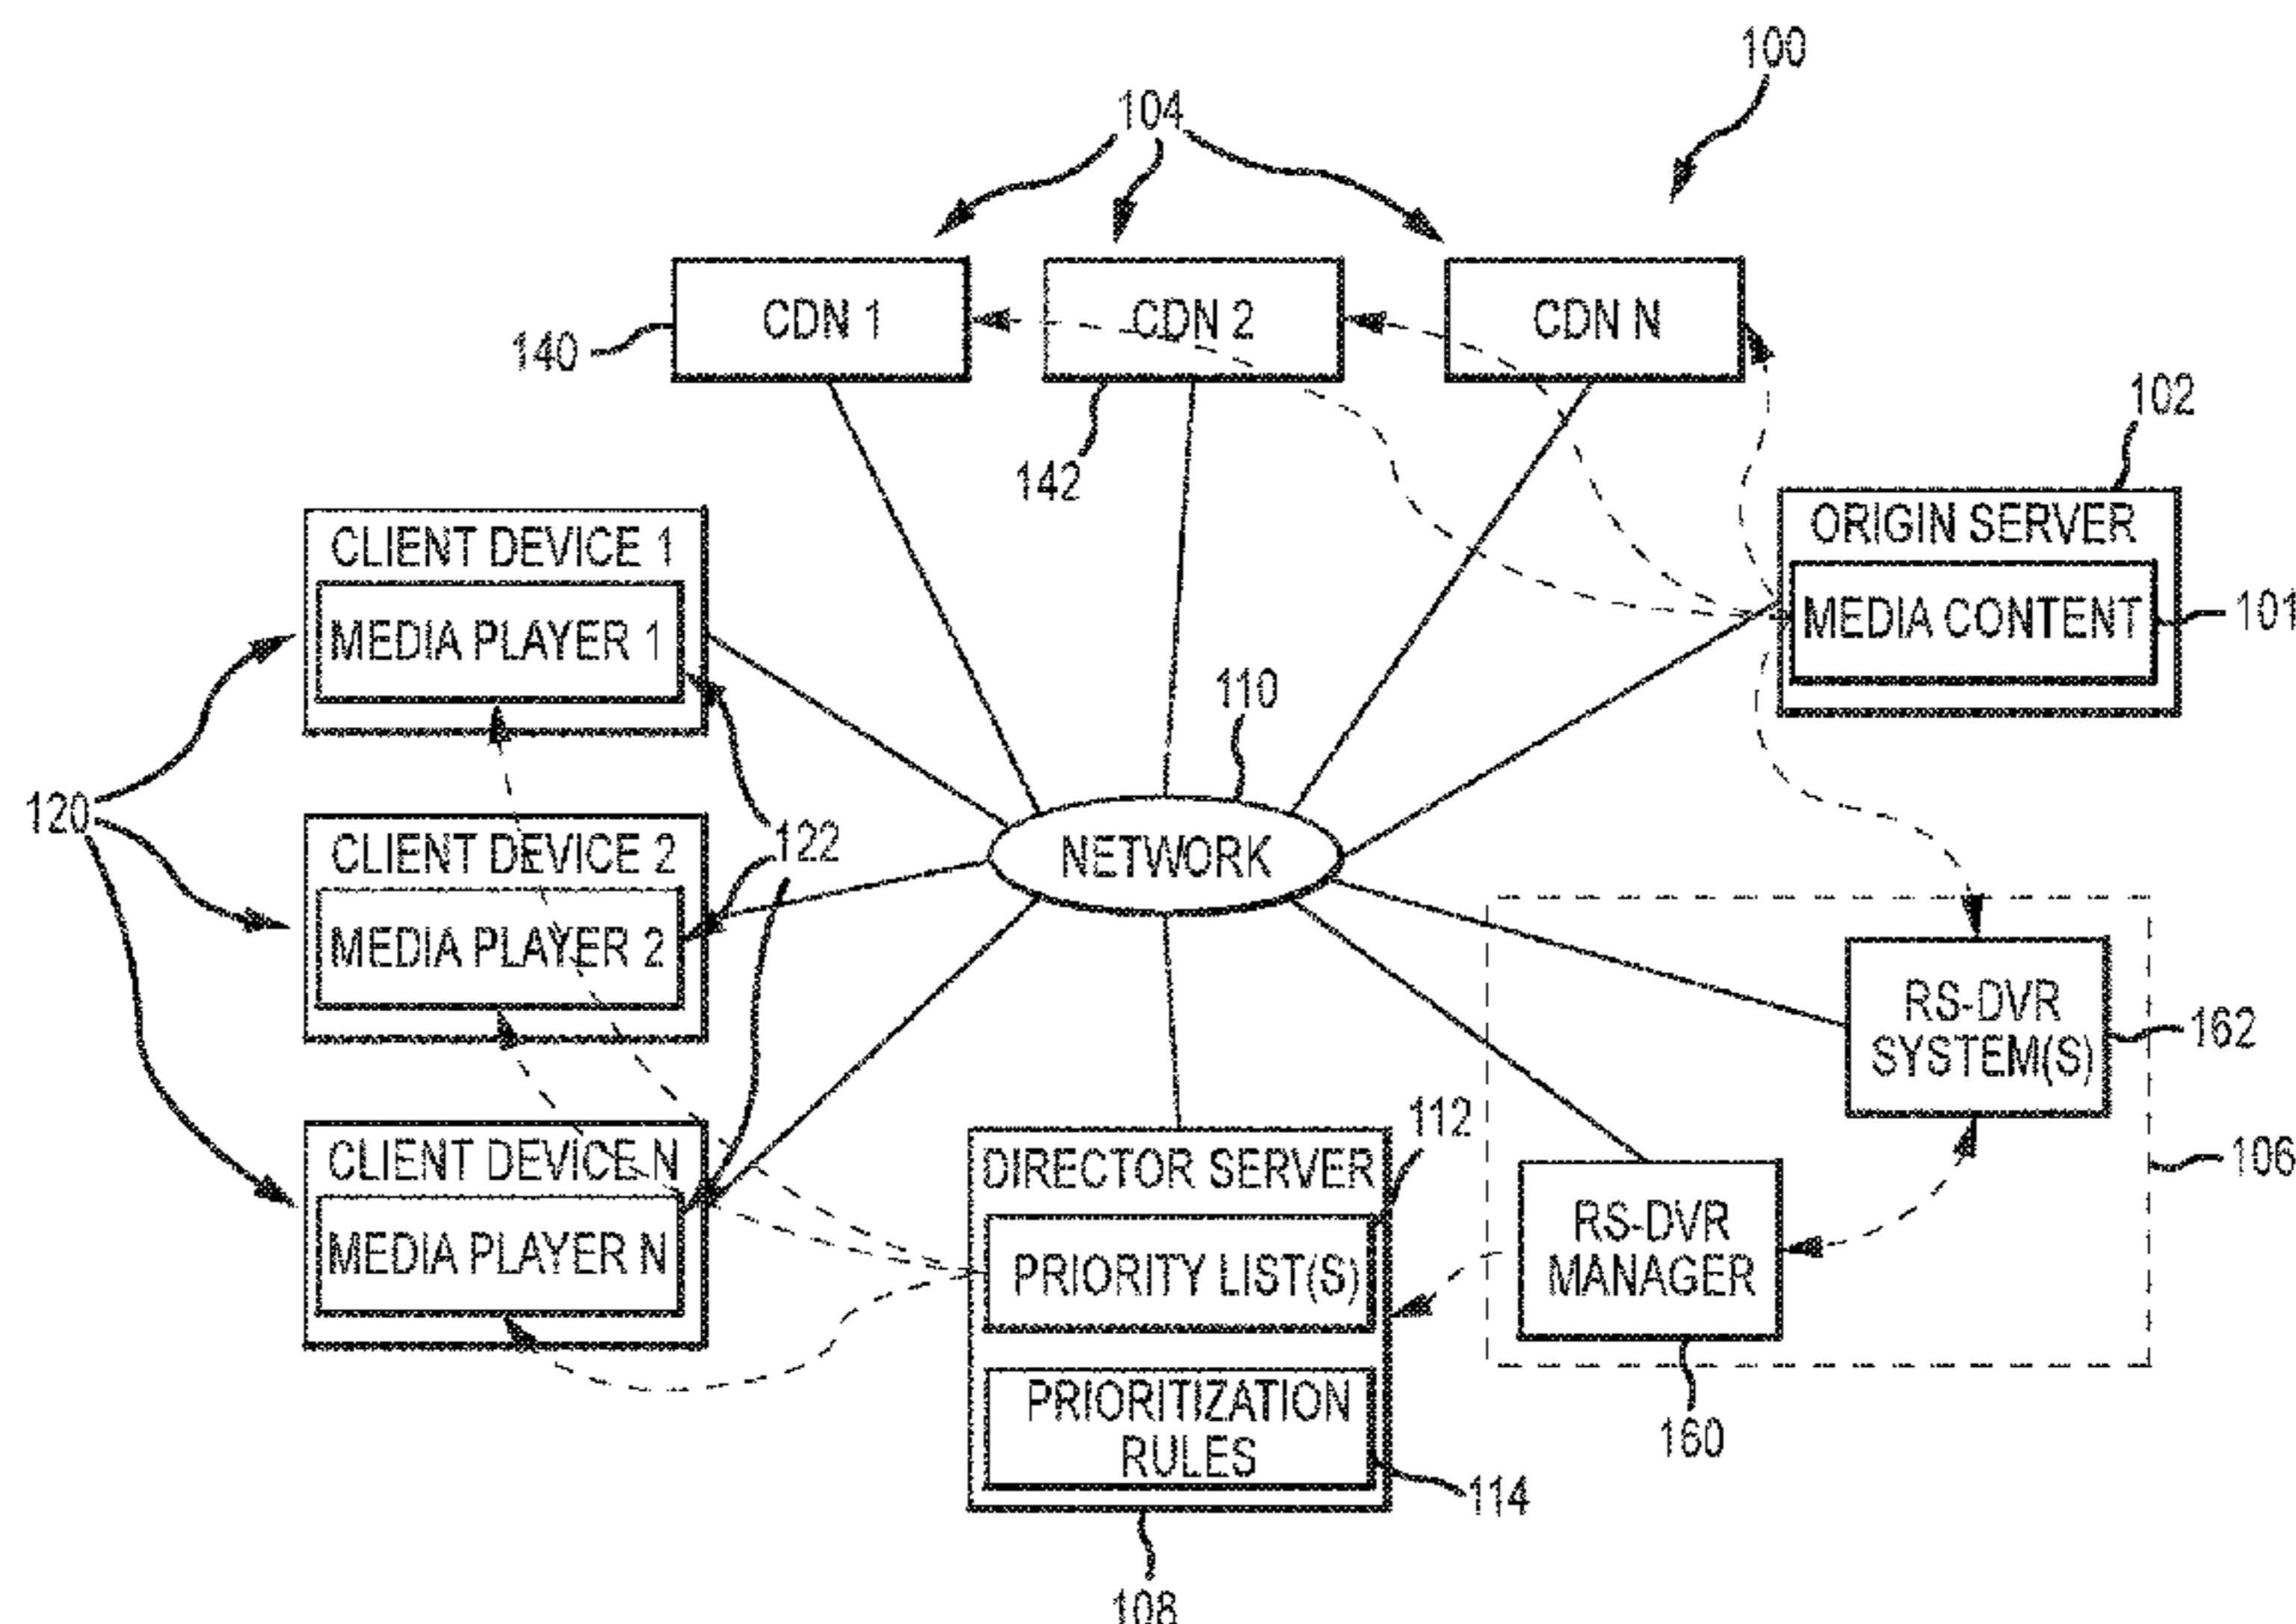 100
104
CDN 1
CDN 2
CDN N
140
142
102
ORIGIN SERVER
MEDIA CONTENT
101
CLIENT DEVICE 1
MEDIA PLAYER 1
110
NETWORK
120
122
CLIENT DEVICE 2
MEDIA PLAYER 2
RS-DVR
SYSTEM(S)
162
106
CLIENT DEVICE N
MEDIA PLAYER N
112
DIRECTOR SERVER
PRIORITY LIST(S)
PRIORITIZATION
RULES
114
108
RS-DVR
MANAGER
160